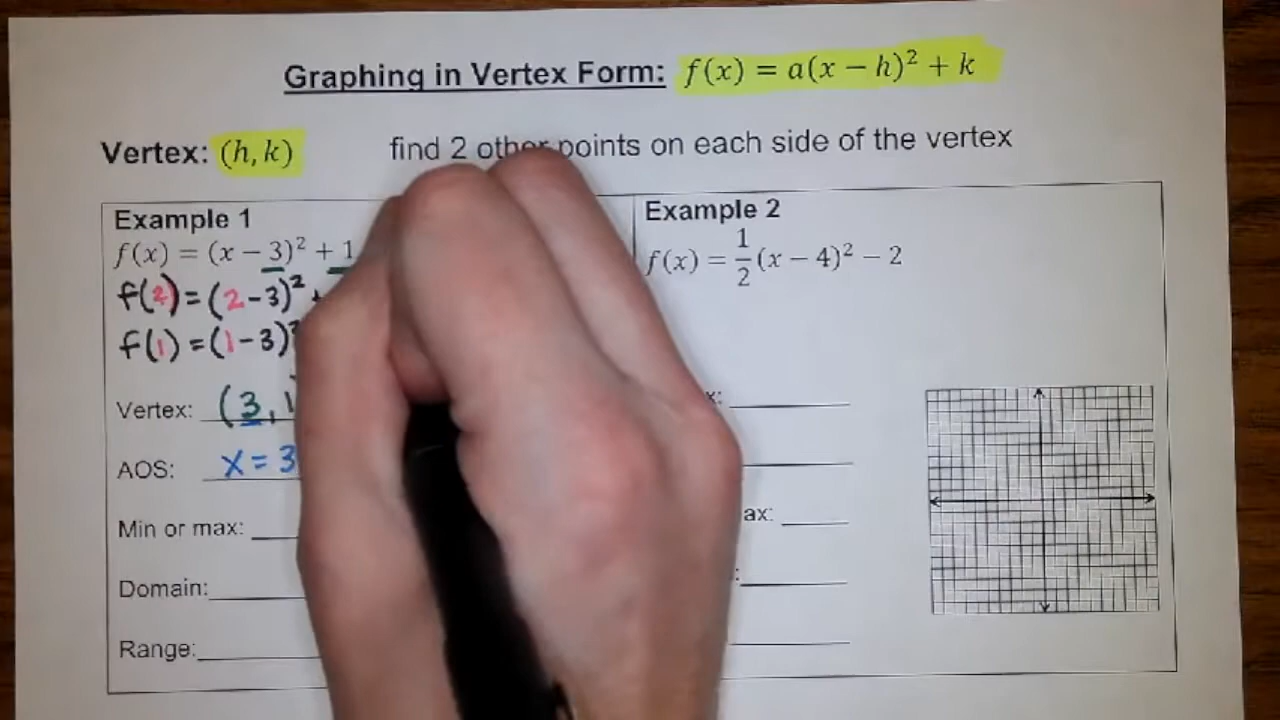 Graphing in Vertex Form: f(x) = a(x − h)² + k
Vertex: (h, k) find 2 other points on each side of the vertex
Example 1
f(x) = (x − 3)² + 1
f(2) = (2-3)²
f(1) = (1-3)
Vertex: (3, 1
AOS: x = 3
Min or max:
Domain:
Range:
Example 2
f(x) = 1/2(x − 4)² − 2
x:
ax:
: